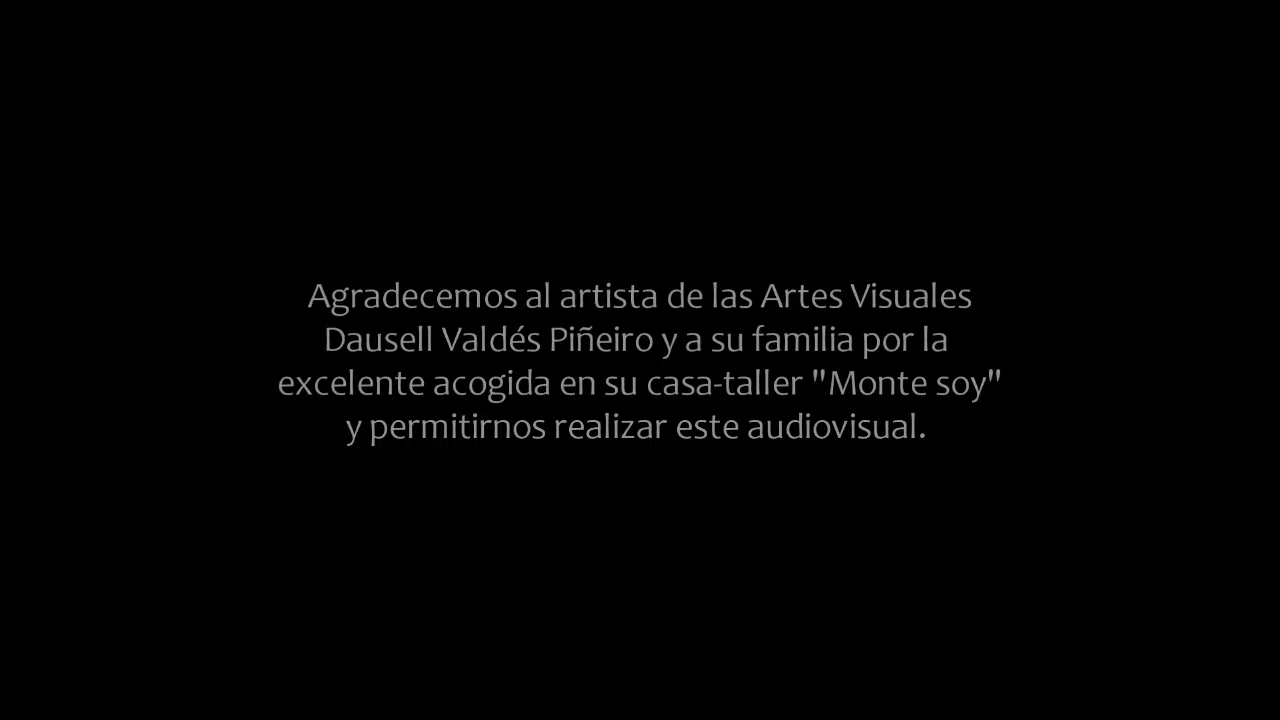 Agradecemos al artista de las Artes Visuales
Dausell Valdés Piñeiro y a su familia por la
excelente acogida en su casa-taller "Monte soy"
y permitirnos realizar este audiovisual.